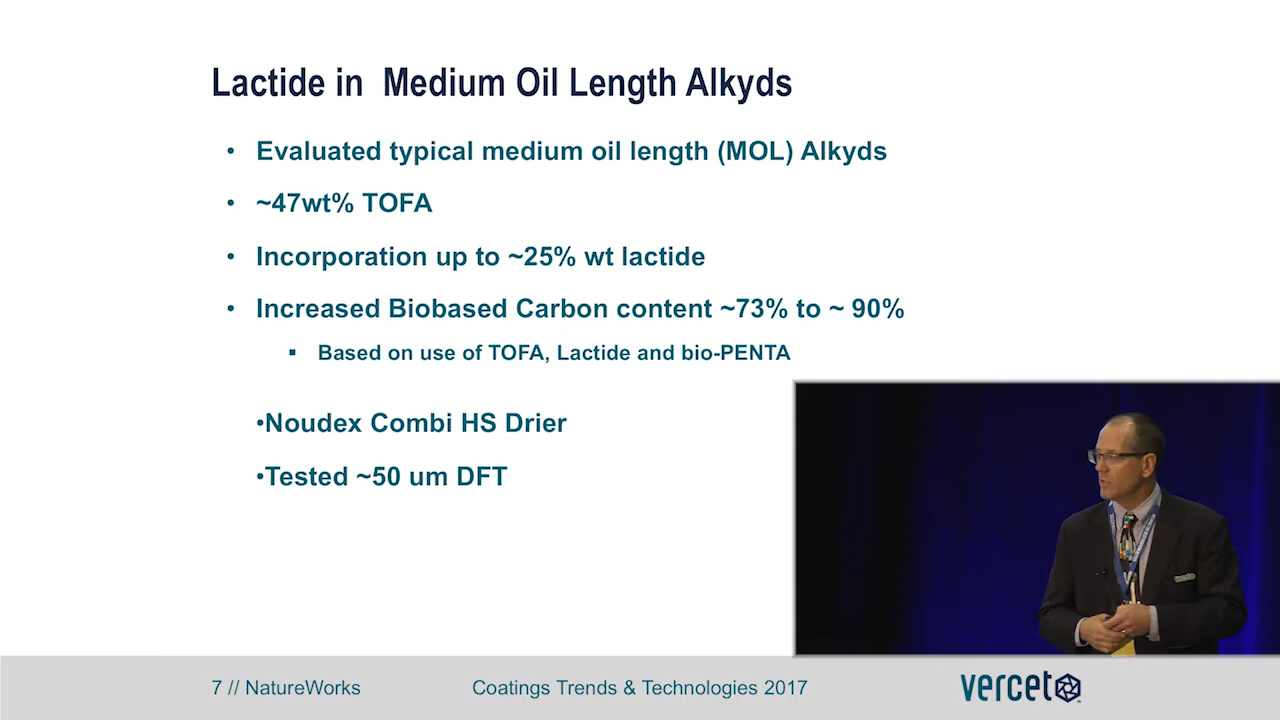 Lactide in Medium Oil Length Alkyds
• Evaluated typical medium oil length (MOL) Alkyds
• ~47wt% TOFA
• Incorporation up to ~25% wt lactide
• Increased Biobased Carbon content ~73% to ~ 90%
▪ Based on use of TOFA, Lactide and bio-PENTA
•Noudex Combi HS Drier
•Tested ~50 um DFT
7 // NatureWorks
Coatings Trends & Technologies 2017
vercet